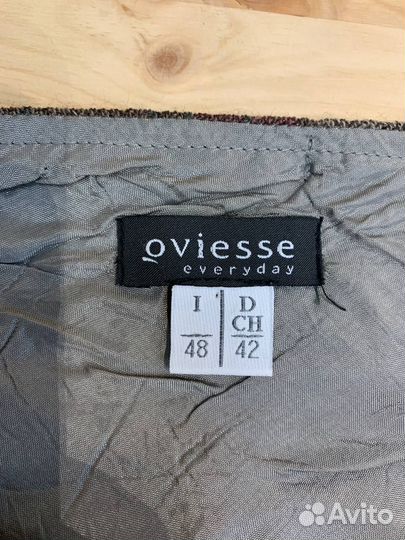 oviesse
everyday
I D
CH
48 42
Avito